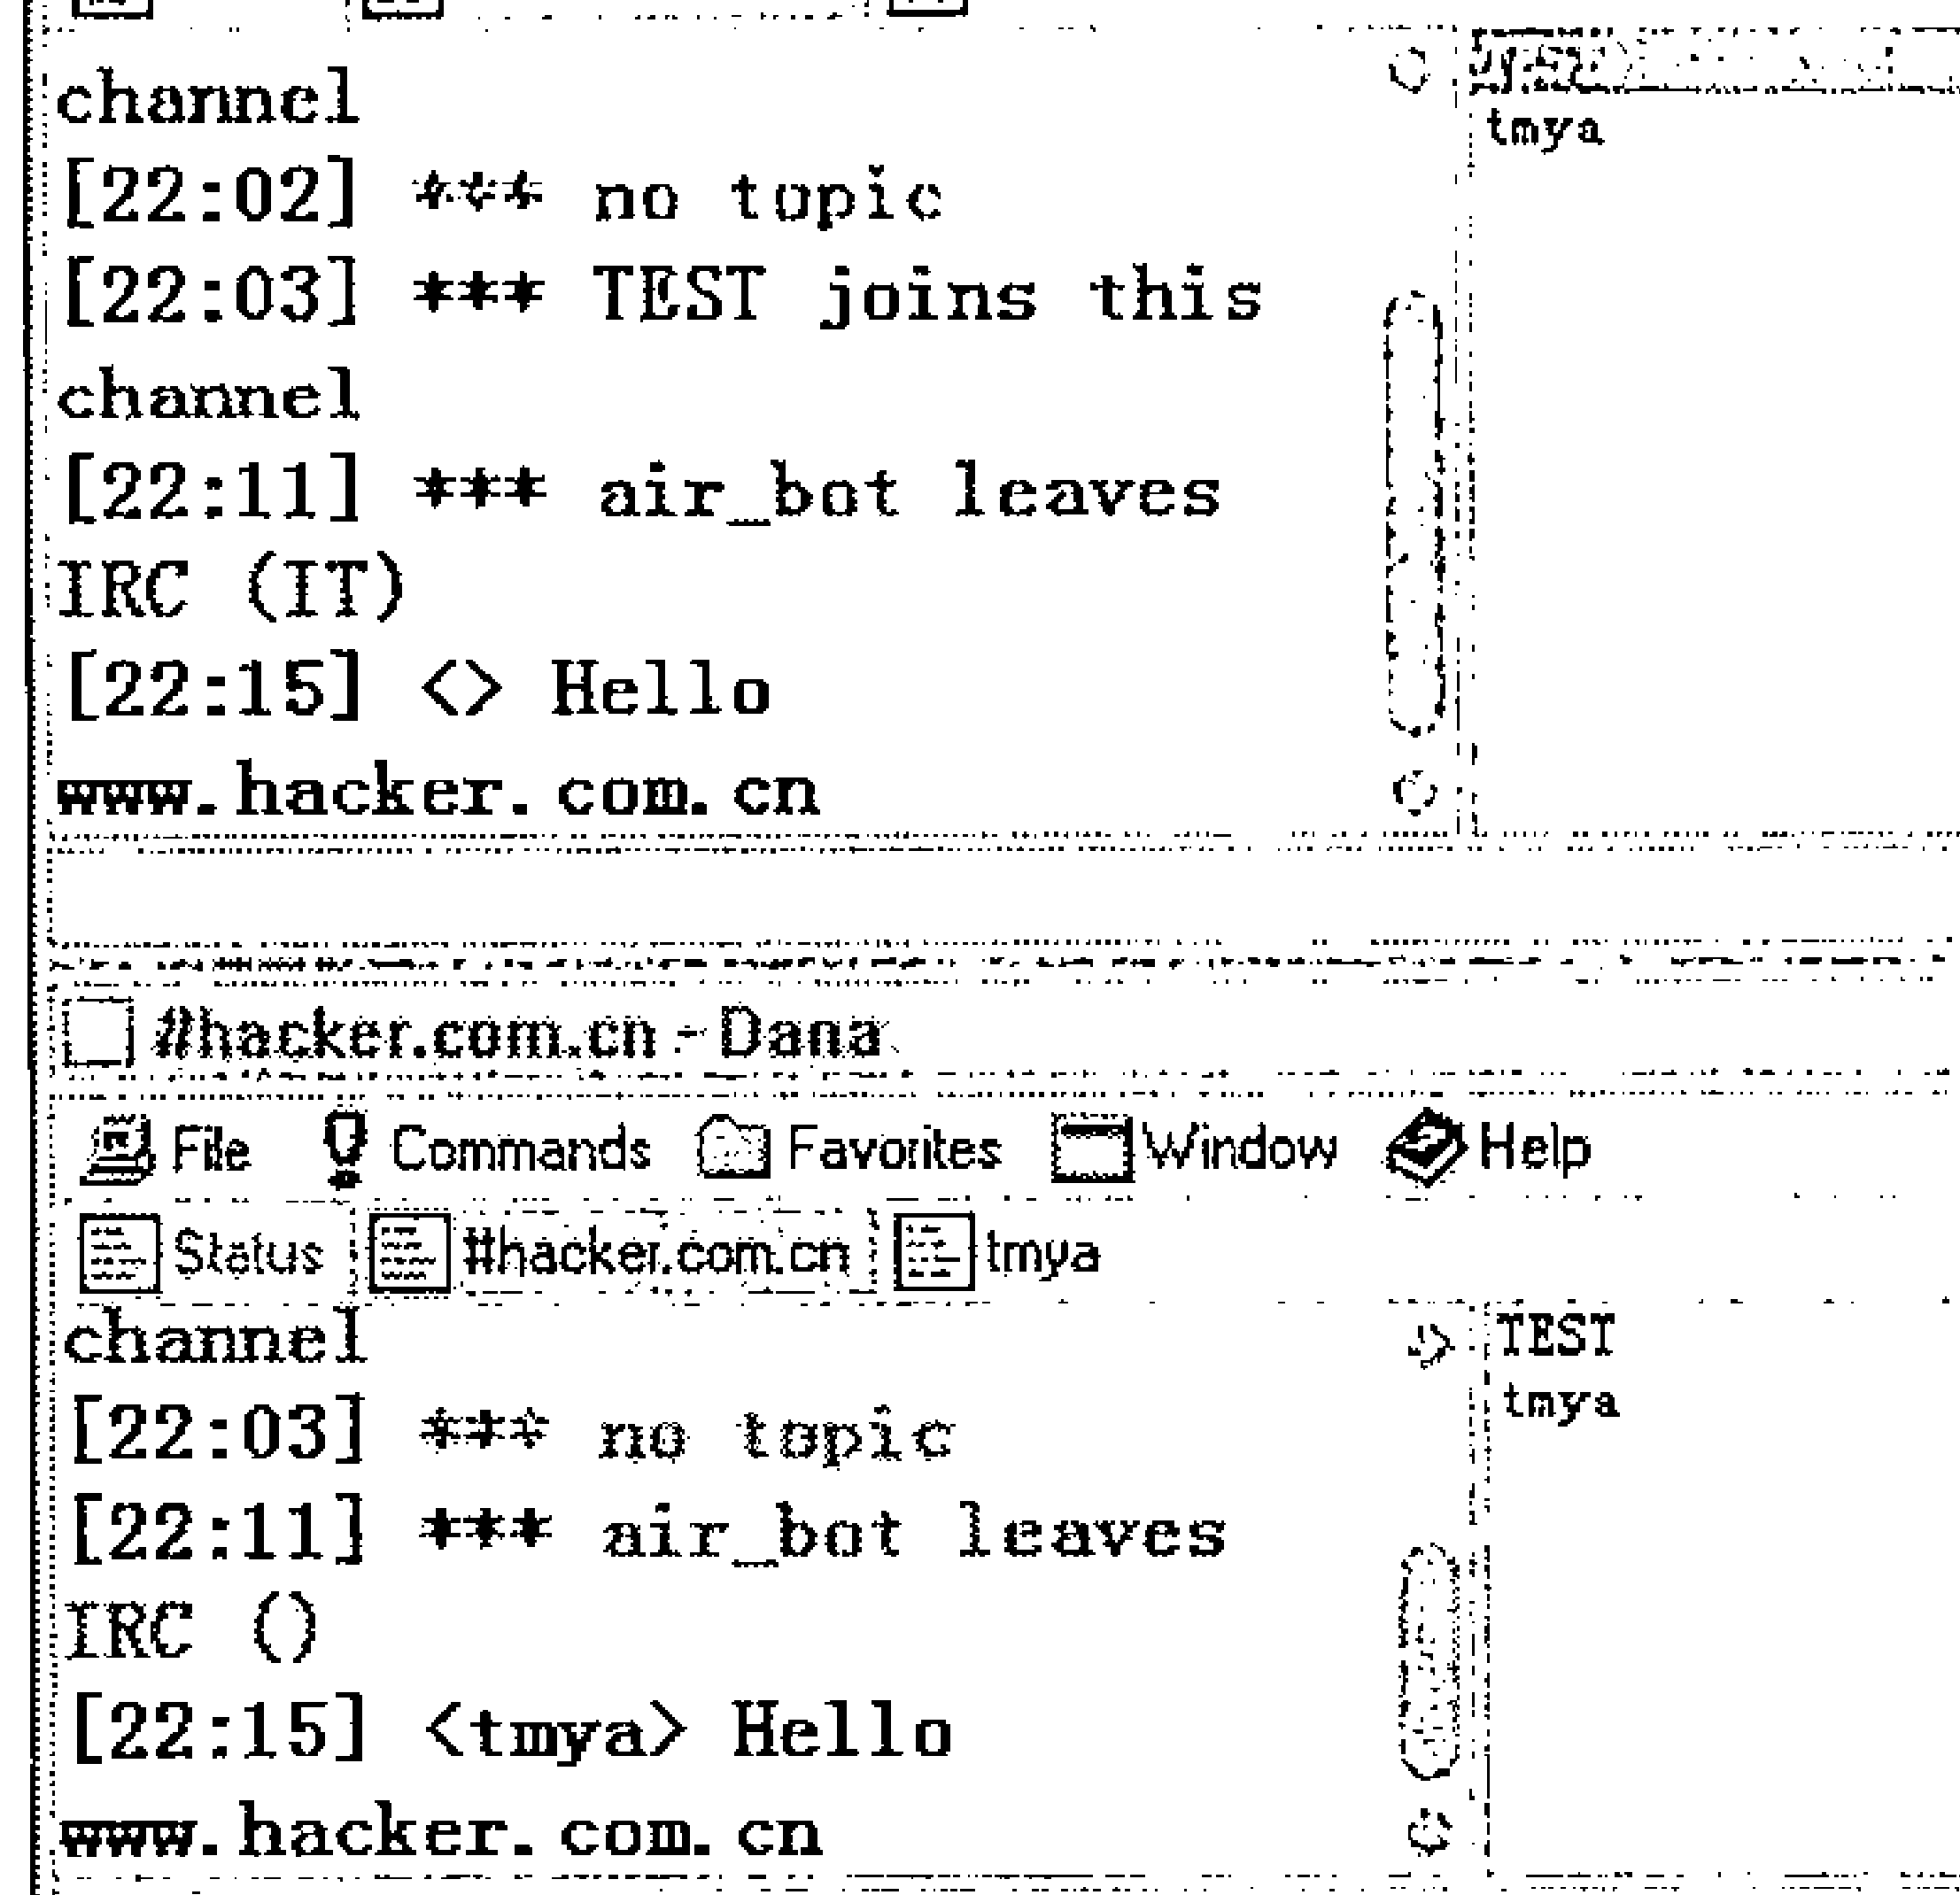 TEST
tmya
channel
[22:02] *** no topic
[22:03] *** TEST joins this
channel
[22:11] *** air_bot leaves
IRC (IT)
[22:15] <> Hello
www.hacker.com.cn
#hacker.com.cn - Dana
File Commands Favorites Window Help
Status #hacker.com.cn tmya
channel
[22:03] *** no topic
[22:11] *** air_bot leaves
IRC ()
[22:15] <tmya> Hello
www.hacker.com.cn
TEST
tmya